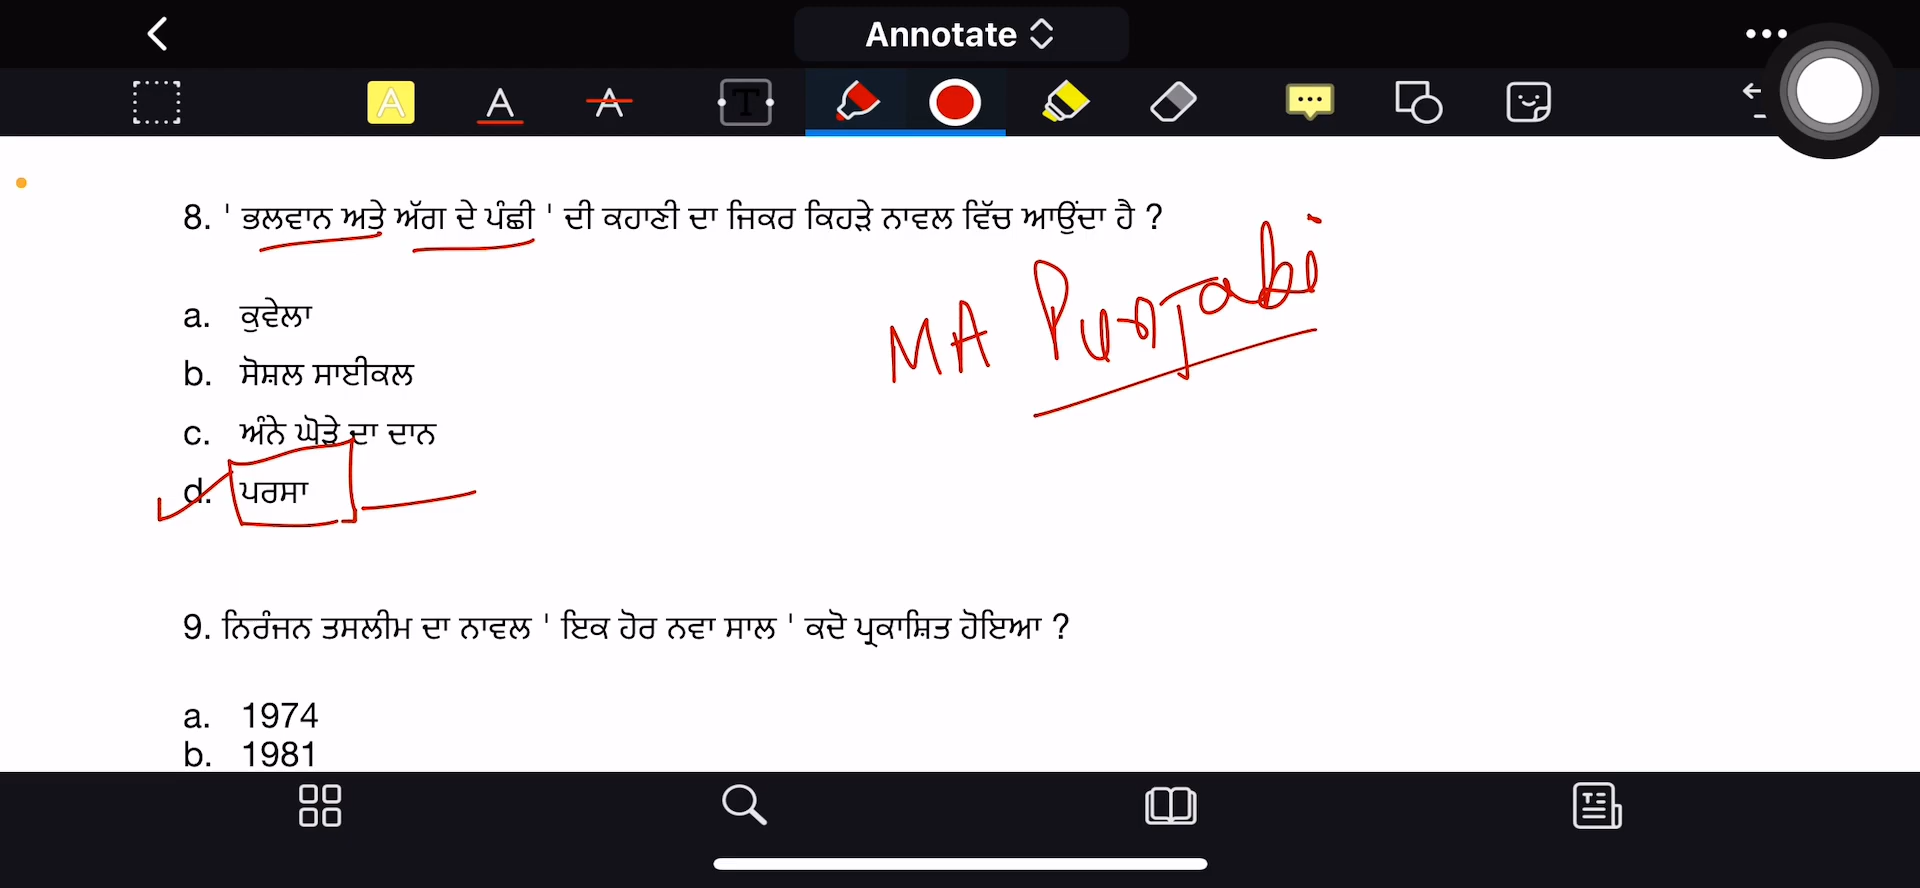 Annotate
8. ' ਭਲਵਾਨ ਅਤੇ ਅੱਗ ਦੇ ਪੰਛੀ ' ਦੀ ਕਹਾਣੀ ਦਾ ਜਿਕਰ ਕਿਹੜੇ ਨਾਵਲ ਵਿੱਚ ਆਉਂਦਾ ਹੈ ?
MA Punjabi
a. ਕੁਵੇਲਾ
b. ਸੋਸ਼ਲ ਸਾਈਕਲ
c. ਅੰਨੇ ਘੋੜੇ ਦਾ ਦਾਨ
d. ਪਰਸਾ
9. ਨਿਰੰਜਨ ਤਸਲੀਮ ਦਾ ਨਾਵਲ ' ਇਕ ਹੋਰ ਨਵਾ ਸਾਲ ' ਕਦੋ ਪ੍ਰਕਾਸ਼ਿਤ ਹੋਇਆ ?
a. 1974
b. 1981